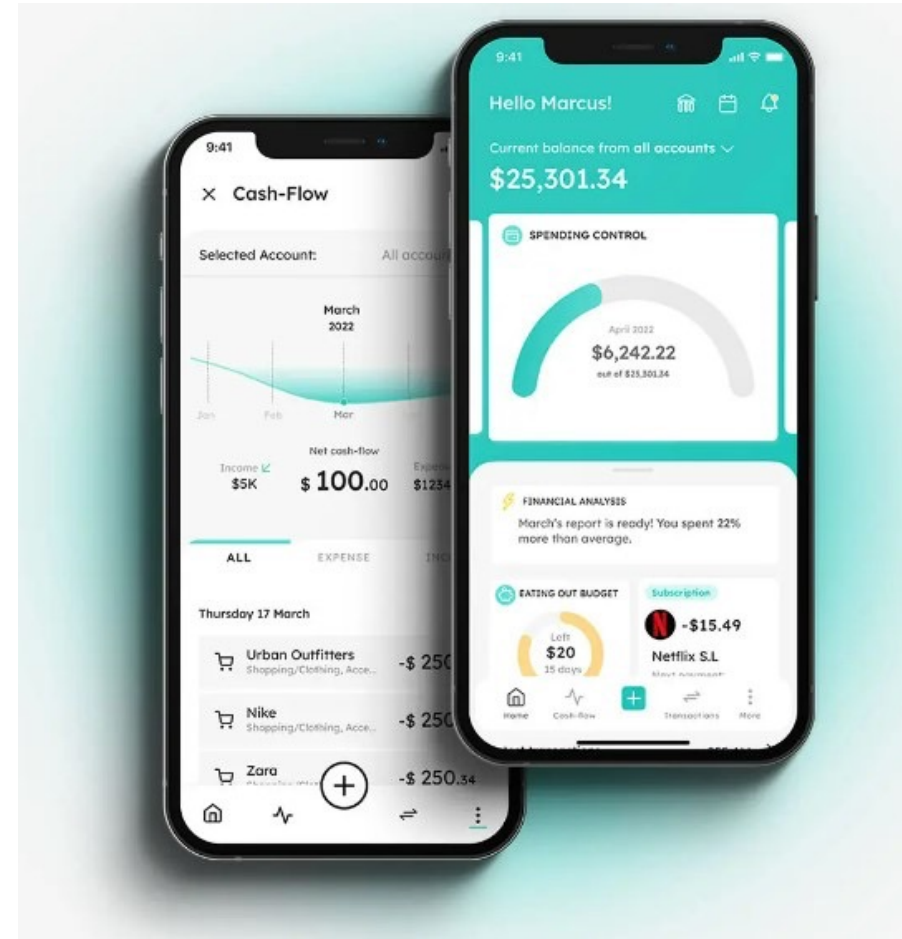 9:41
Cash-Flow
Selected Account:
All
March
2022
Jan
Feb
Mar
Net cash-flow
Income
$5K
$ 100.00
$1234
ALL
EXPENSE
Thursday 17 March
Urban Outfitters
Shopping/Clothing, Acce...
-$ 250
Nike
Shopping/Clothing, Acce...
-$ 250
Zara
-$ 250.34
9:41
Hello Marcus!
Current balance from all accounts
$25,301.34
SPENDING CONTROL
April 2022
$6,242.22
out of $25,301.34
FINANCIAL ANALYSIS
March's report is ready! You spent 22%
more than average.
EATING OUT BUDGET
Left
$20
15 days
Subscription
N
-$15.49
Netflix S.L
Next payment:
Home
Cash-flow
Transactions
More